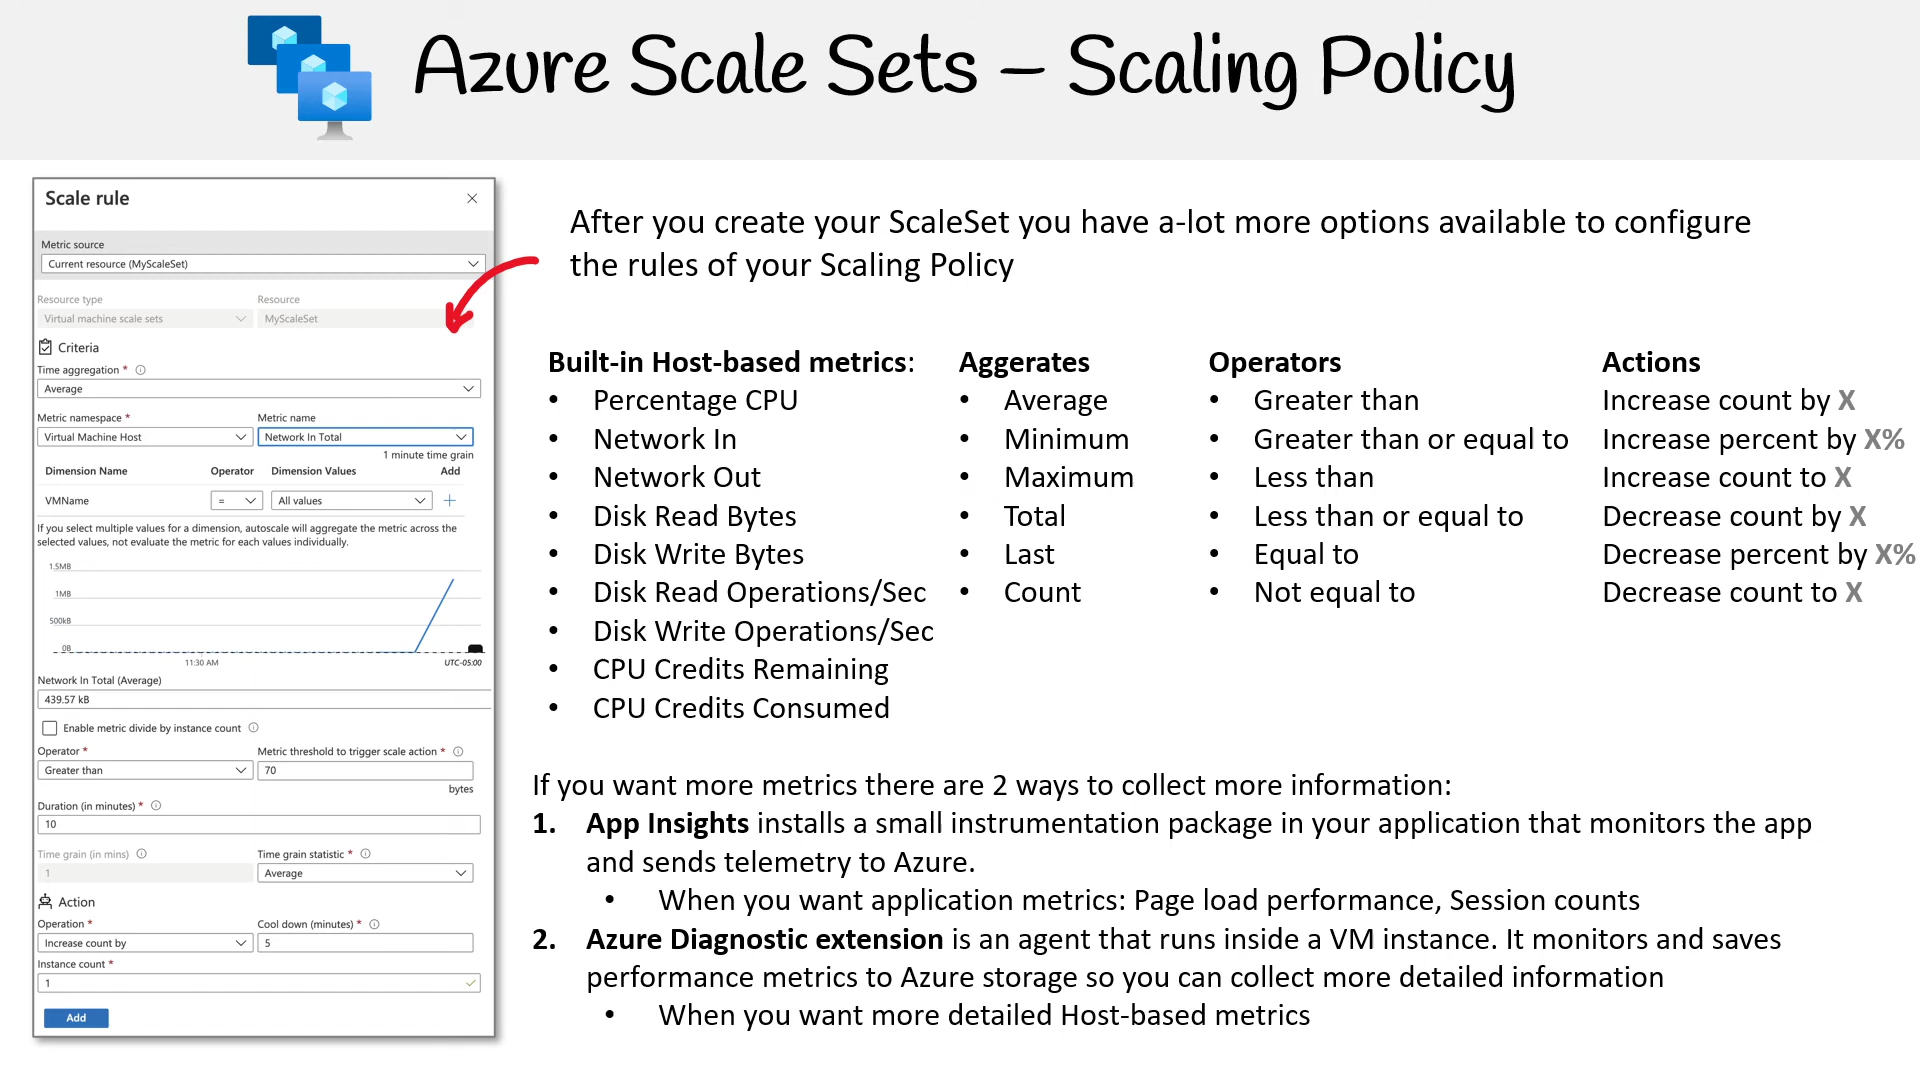 Azure Scale Sets – Scaling Policy
Scale rule
Metric source
Current resource (MyScaleSet)
Resource type
Resource
Virtual machine scale sets
MyScaleSet
Criteria
Time aggregation *
Average
Metric namespace *
Metric name
Virtual Machine Host
Network In Total
1 minute time grain
Dimension Name
Operator
Dimension Values
Add
VMName
=
All values
If you select multiple values for a dimension, autoscale will aggregate the metric across the
selected values, not evaluate the metric for each values individually.
1.5MB
1MB
500kB
0B
11:30 AM
UTC-05:00
Network In Total (Average)
439.57 kB
Enable metric divide by instance count
Operator *
Metric threshold to trigger scale action *
Greater than
70
bytes
Duration (in minutes) *
10
Time grain (in mins)
Time grain statistic *
1
Average
Action
Operation *
Cool down (minutes) *
Increase count by
5
Instance count *
1
Add
After you create your ScaleSet you have a-lot more options available to configure
the rules of your Scaling Policy
Built-in Host-based metrics:
• Percentage CPU
• Network In
• Network Out
• Disk Read Bytes
• Disk Write Bytes
• Disk Read Operations/Sec
• Disk Write Operations/Sec
• CPU Credits Remaining
• CPU Credits Consumed
Aggerates
• Average
• Minimum
• Maximum
• Total
• Last
• Count
Operators
• Greater than
• Greater than or equal to
• Less than
• Less than or equal to
• Equal to
• Not equal to
Actions
Increase count by X
Increase percent by X%
Increase count to X
Decrease count by X
Decrease percent by X%
Decrease count to X
If you want more metrics there are 2 ways to collect more information:
1. App Insights installs a small instrumentation package in your application that monitors the app
and sends telemetry to Azure.
• When you want application metrics: Page load performance, Session counts
2. Azure Diagnostic extension is an agent that runs inside a VM instance. It monitors and saves
performance metrics to Azure storage so you can collect more detailed information
• When you want more detailed Host-based metrics